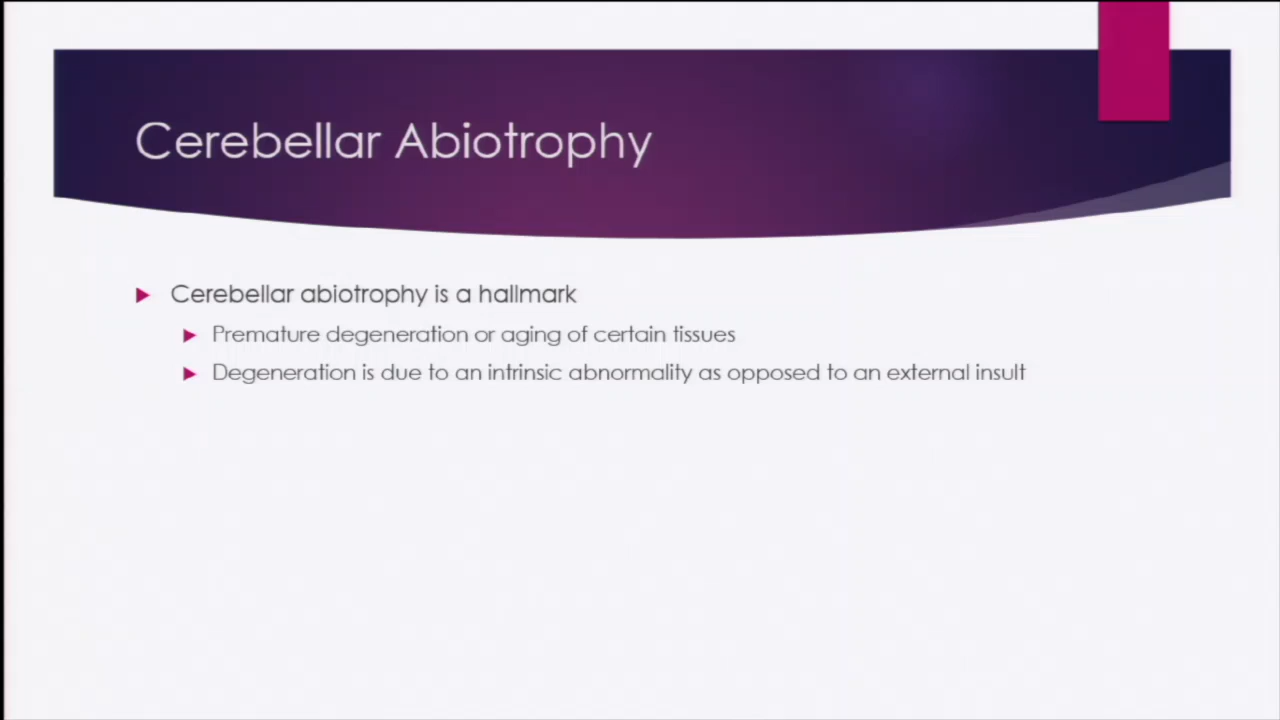 Cerebellar Abiotrophy
Cerebellar abiotrophy is a hallmark
Premature degeneration or aging of certain tissues
Degeneration is due to an intrinsic abnormality as opposed to an external insult